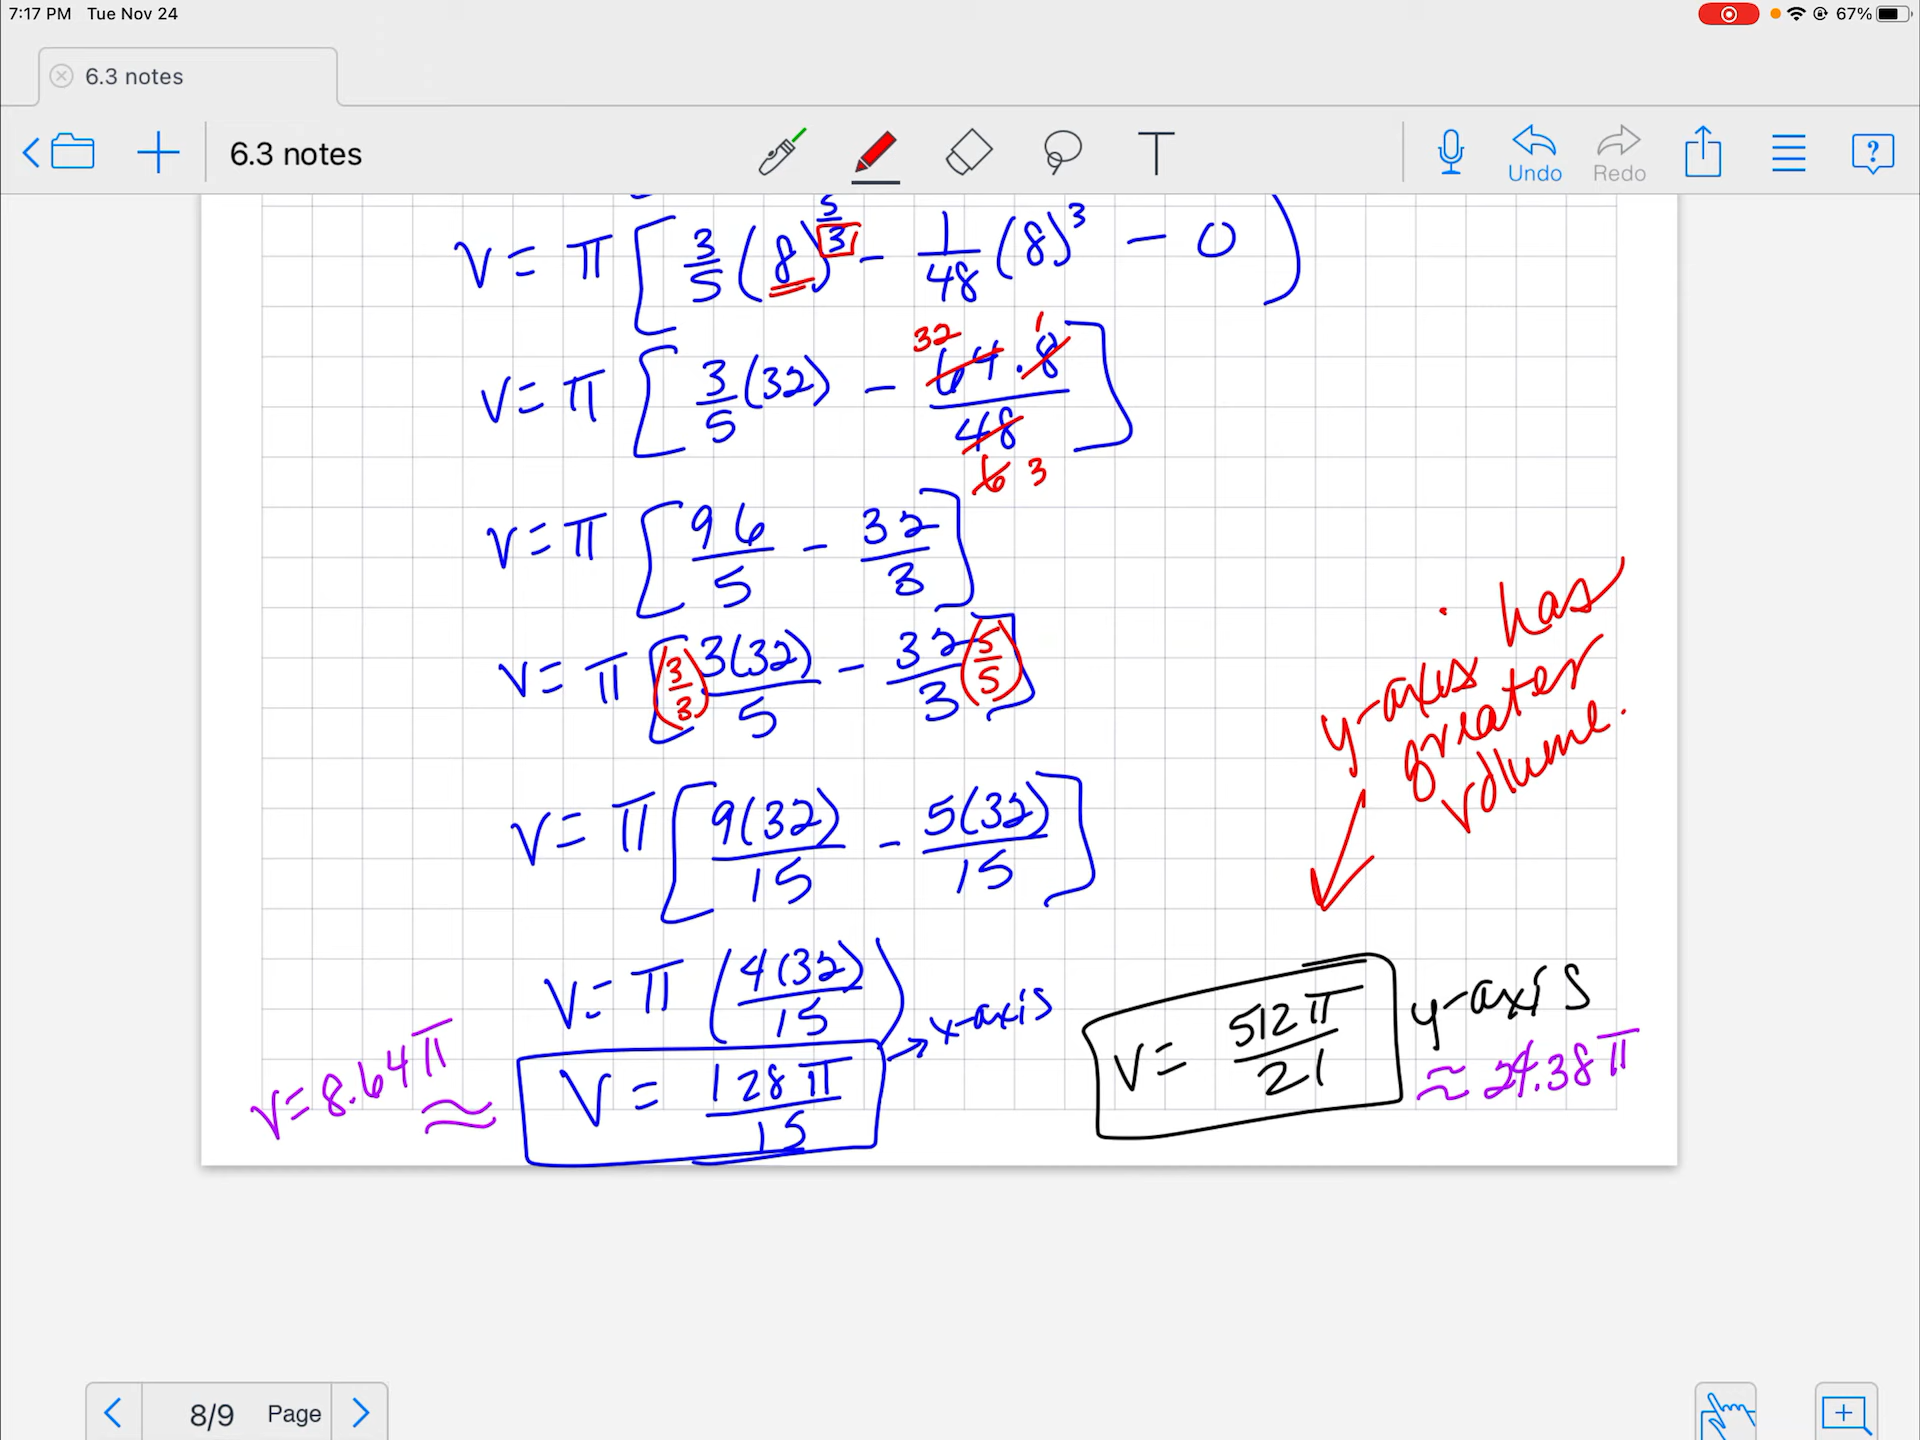 7:17 PM Tue Nov 24
67%
6.3 notes
6.3 notes
T
Undo
Redo
V = π [ 3/5 (8)^5/3 - 1/48 (8)^3 - 0 )
V = π [ 3/5 (32) - 64·8/48 ]
32 1
6 3
V = π [ 96/5 - 32/3 ]
V = π [ (3/3) 3(32)/5 - 32/3 (5/5) ]
V = π [ 9(32)/15 - 5(32)/15 ]
V = π ( 4(32)/15 )
V = 128π/15
→ x-axis
V = 8.64π
≈
y-axis has
greater
volume.
V = 512π/21
y-axis
≈ 24.38π
8/9 Page